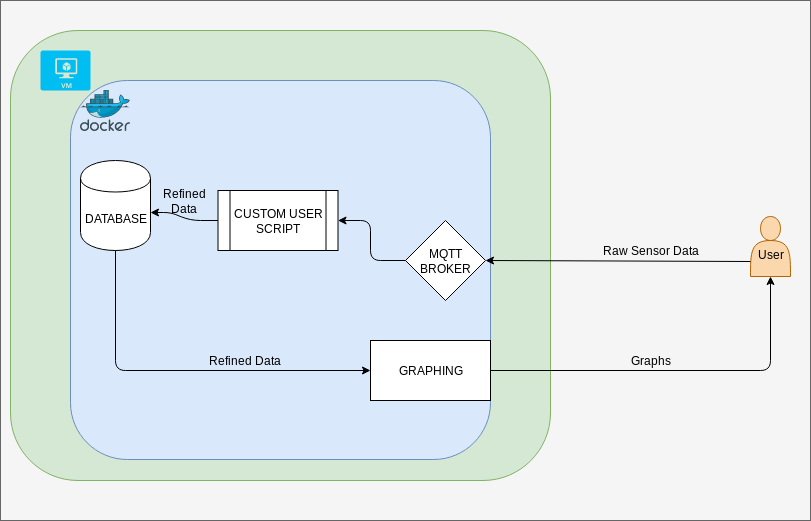 VM
docker
Refined
Data
DATABASE
CUSTOM USER
SCRIPT
MQTT
BROKER
Raw Sensor Data
User
Refined Data
GRAPHING
Graphs